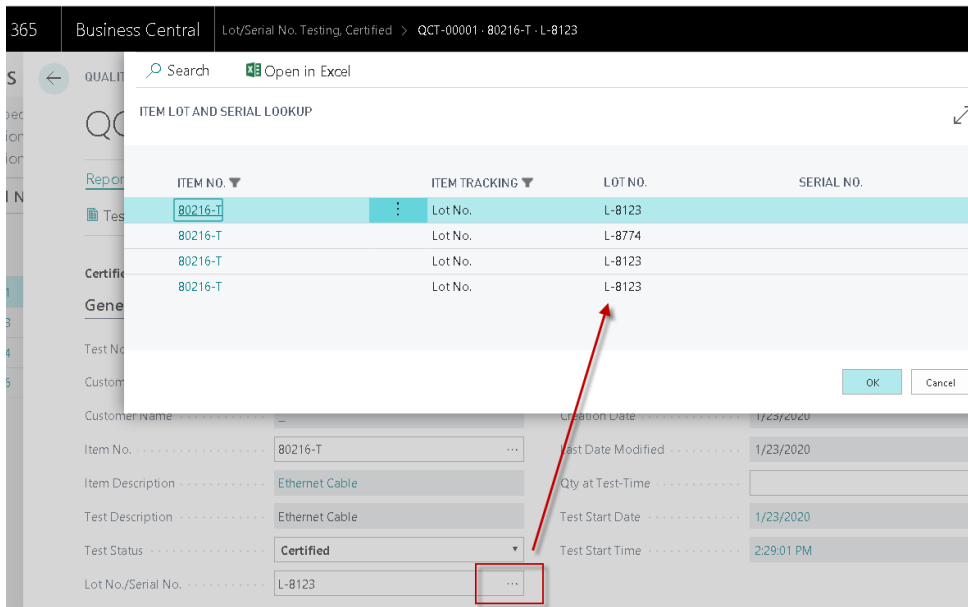 365 Business Central Lot/Serial No. Testing, Certified > QCT-00001 · 80216-T · L-8123
Search Open in Excel
ITEM LOT AND SERIAL LOOKUP
ITEM NO. ITEM TRACKING LOT NO. SERIAL NO.
80216-T Lot No. L-8123
80216-T Lot No. L-8774
80216-T Lot No. L-8123
80216-T Lot No. L-8123
OK Cancel
Customer Name _ Creation Date 1/23/2020
Item No. 80216-T Last Date Modified 1/23/2020
Item Description Ethernet Cable Qty at Test-Time
Test Description Ethernet Cable Test Start Date 1/23/2020
Test Status Certified Test Start Time 2:29:01 PM
Lot No./Serial No. L-8123